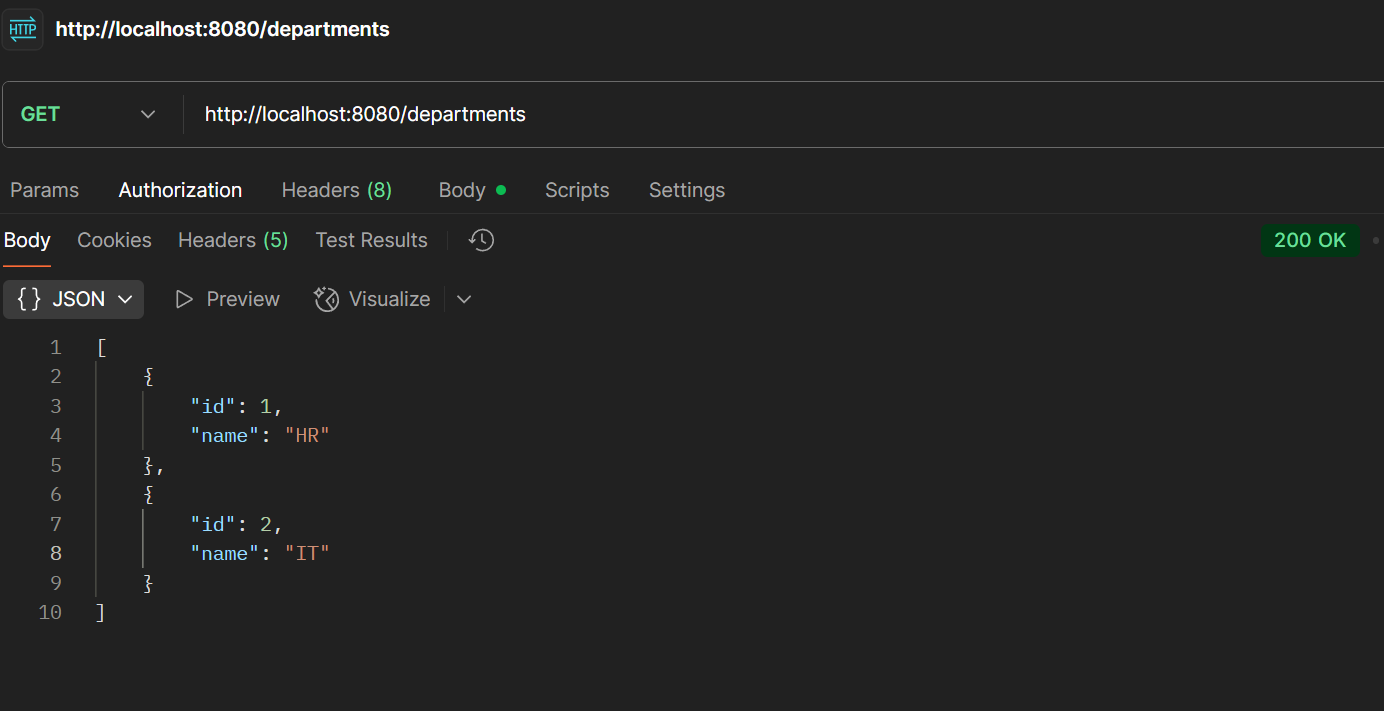 HTTP http://localhost:8080/departments
GET http://localhost:8080/departments
Params Authorization Headers (8) Body Scripts Settings
Body Cookies Headers (5) Test Results 200 OK
{} JSON Preview Visualize
1 [
2 {
3 "id": 1,
4 "name": "HR"
5 },
6 {
7 "id": 2,
8 "name": "IT"
9 }
10 ]